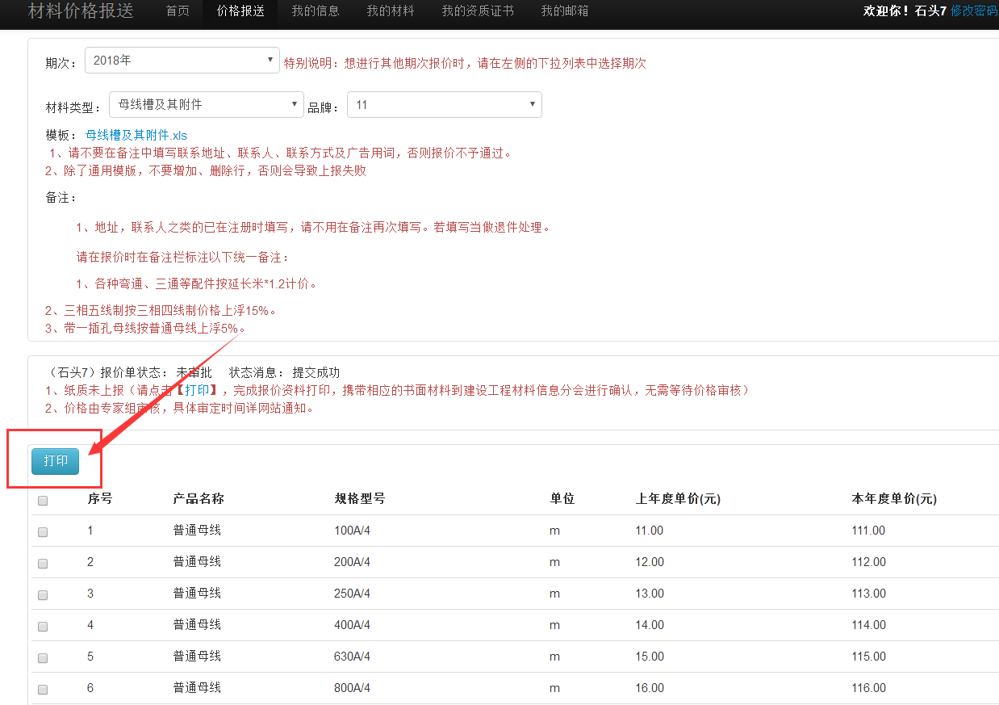 材料价格报送 首页 价格报送 我的信息 我的材料 我的资质证书 我的邮箱 欢迎你！石头7 修改密码
期次： 2018年 特别说明：想进行其他期次报价时，请在左侧的下拉列表中选择期次
材料类型： 母线槽及其附件 品牌： 11
模板： 母线槽及其附件.xls
1、请不要在备注中填写联系地址、联系人、联系方式及广告用词，否则报价不予通过。
2、除了通用模版，不要增加、删除行，否则会导致上报失败
备注：
1、地址，联系人之类的已在注册时填写，请不用在备注再次填写。若填写当做退件处理。
请在报价时在备注栏标注以下统一备注：
1、各种弯通、三通等配件按延长米*1.2计价。
2、三相五线制按三相四线制价格上浮15%。
3、带一插孔母线按普通母线上浮5%。
（石头7）报价单状态： 未审批 状态消息： 提交成功
1、纸质未上报（请点击【打印】，完成报价资料打印，携带相应的书面材料到建设工程材料信息分会进行确认，无需等待价格审核）
2、价格由专家组审核，具体审定时间详网站通知。
打印
序号 产品名称 规格型号 单位 上年度单价(元) 本年度单价(元)
1 普通母线 100A/4 m 11.00 111.00
2 普通母线 200A/4 m 12.00 112.00
3 普通母线 250A/4 m 13.00 113.00
4 普通母线 400A/4 m 14.00 114.00
5 普通母线 630A/4 m 15.00 115.00
6 普通母线 800A/4 m 16.00 116.00